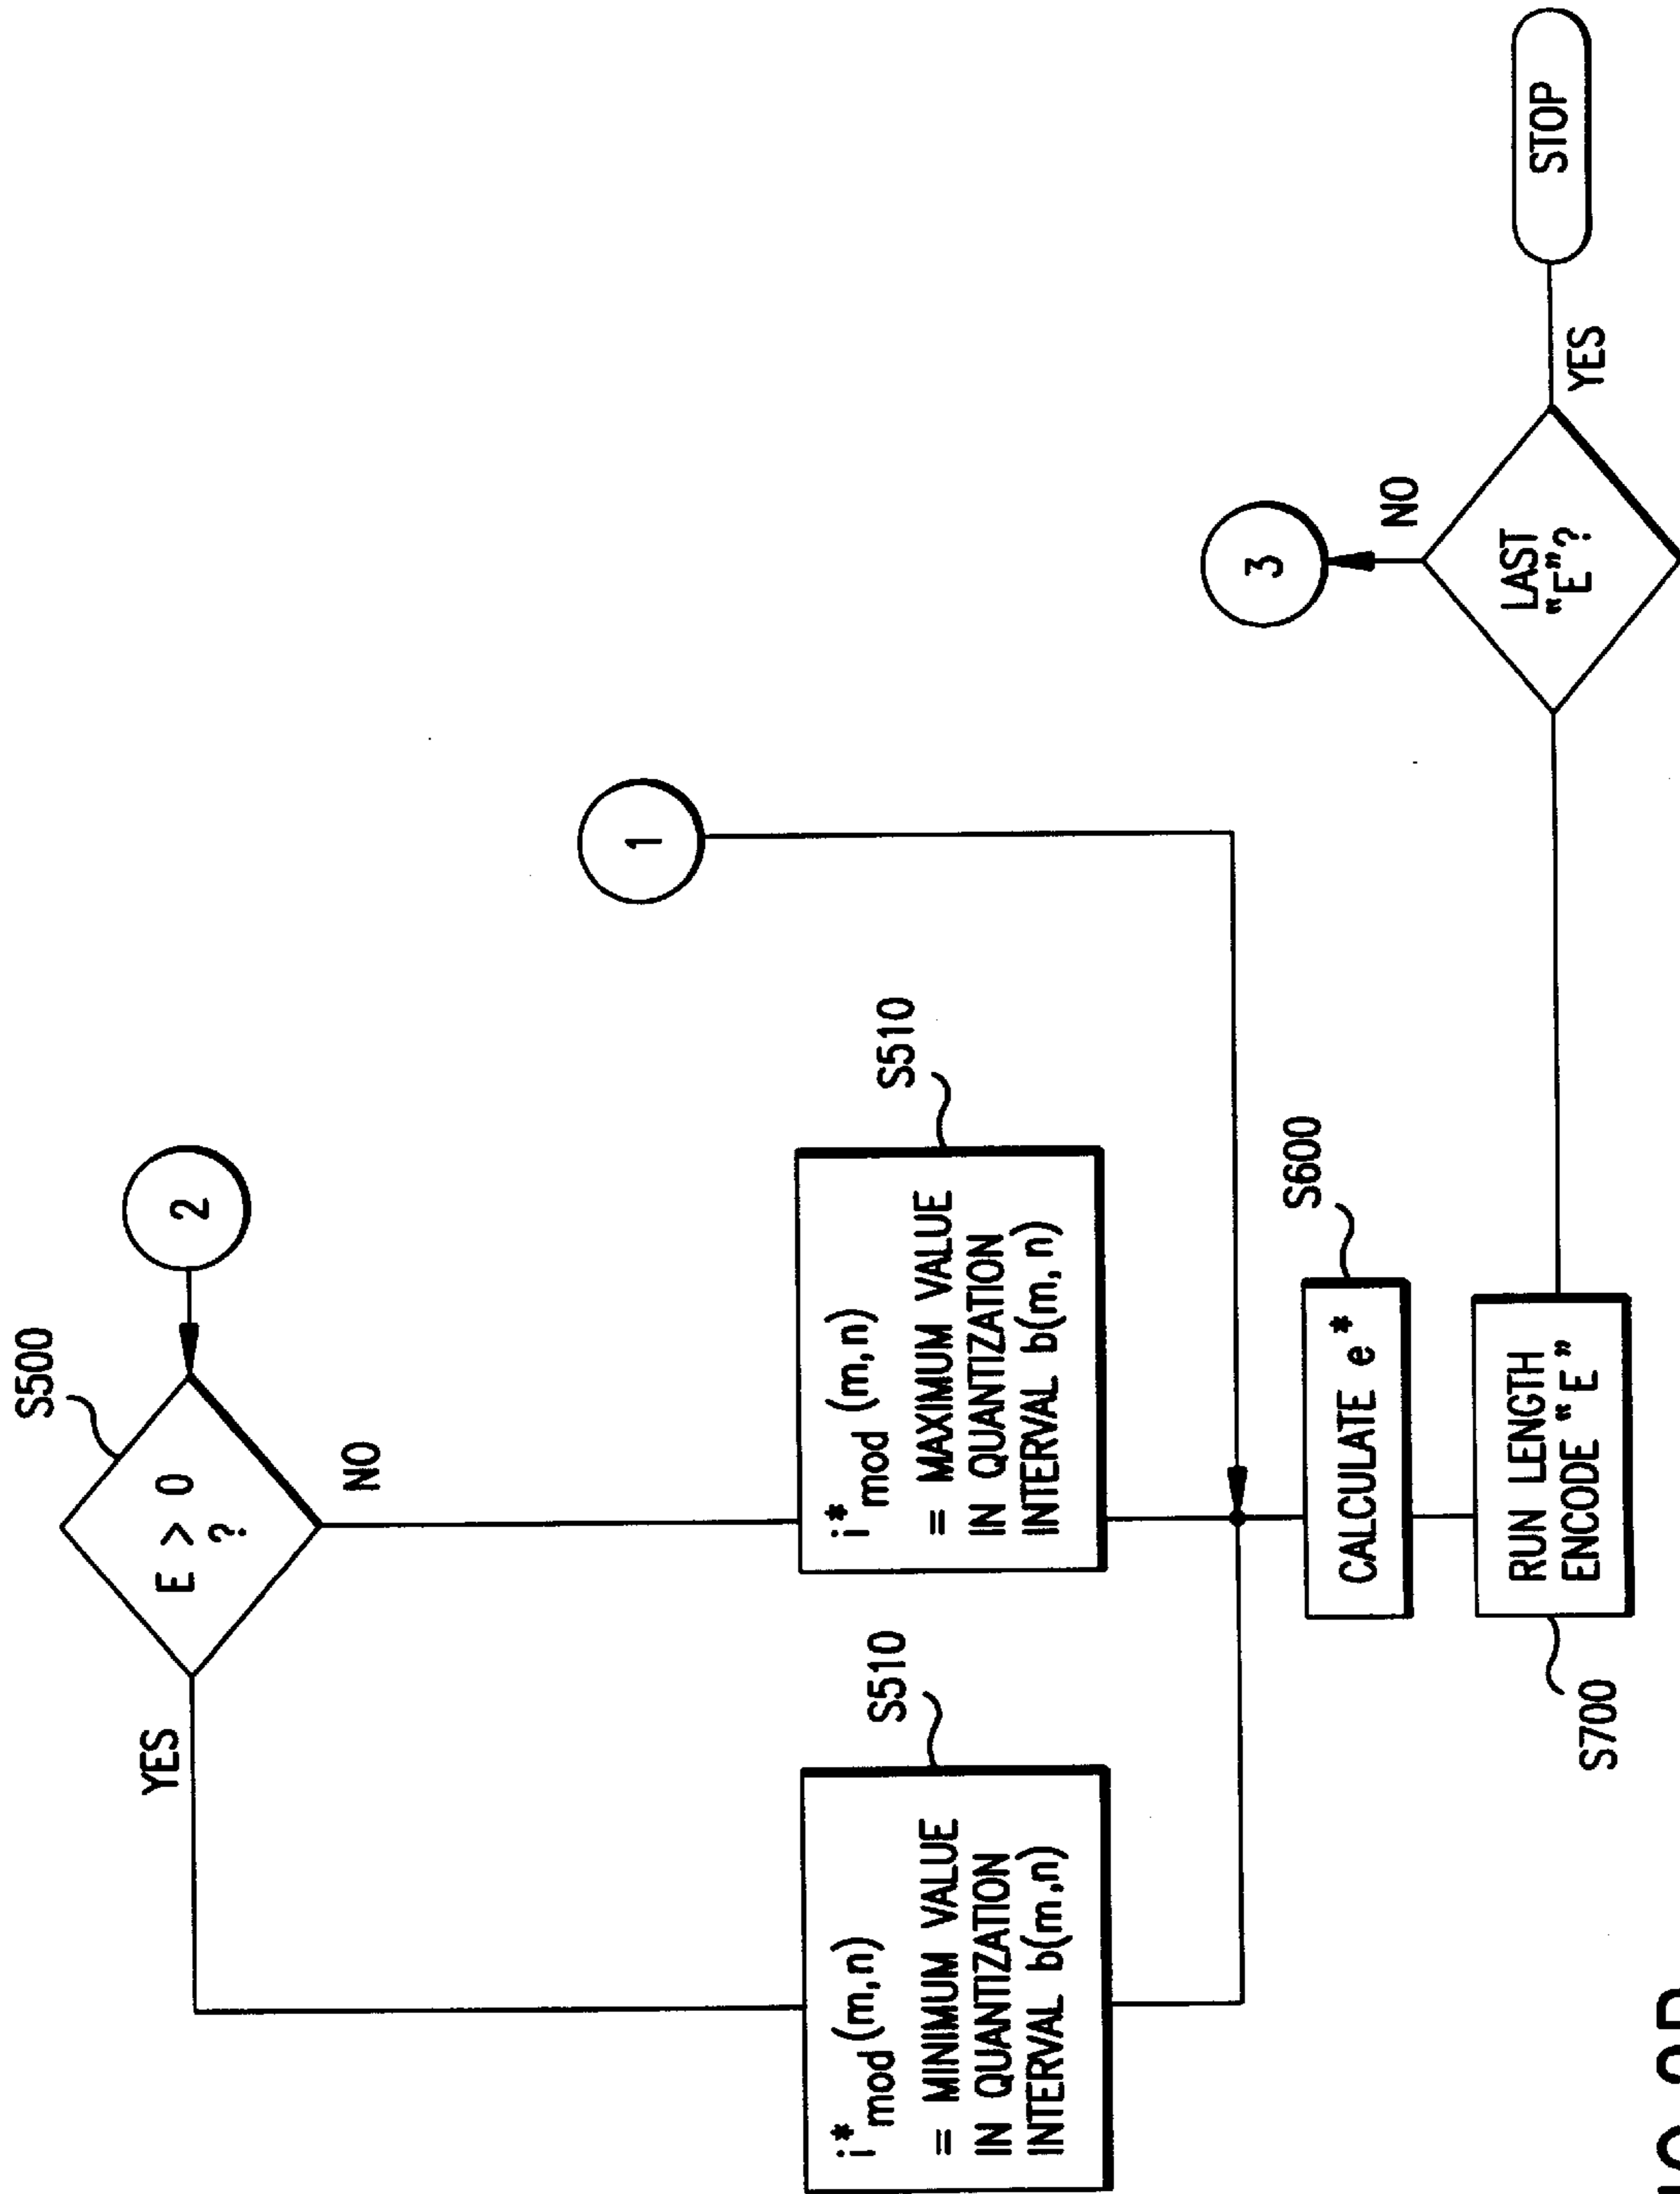 S500
2
E > 0
?
YES
NO
S510
i*mod (m,n)
= MINIMUM VALUE
IN QUANTIZATION
INTERVAL b(m,n)
S510
i*mod (m,n)
= MAXIMUM VALUE
IN QUANTIZATION
INTERVAL b(m, n)
1
S600
CALCULATE e*
S700
RUN LENGTH
ENCODE "E"
3
NO
LAST
"E"?
YES
STOP